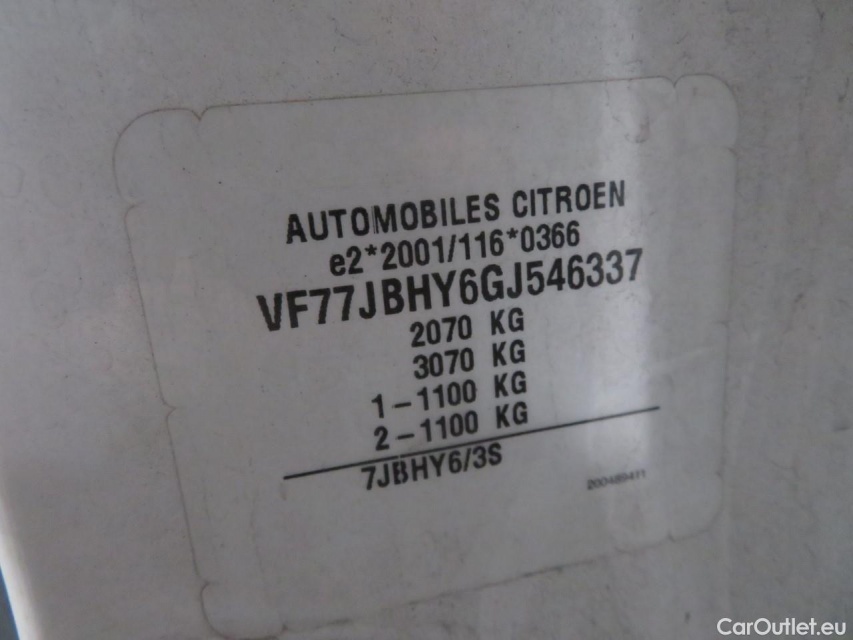 AUTOMOBILES CITROEN
e2*2001/116*0366
VF77JBHY6GJ546337
2070 KG
3070 KG
1-1100 KG
2-1100 KG
7JBHY6/3S
200489411
CarOutlet.eu